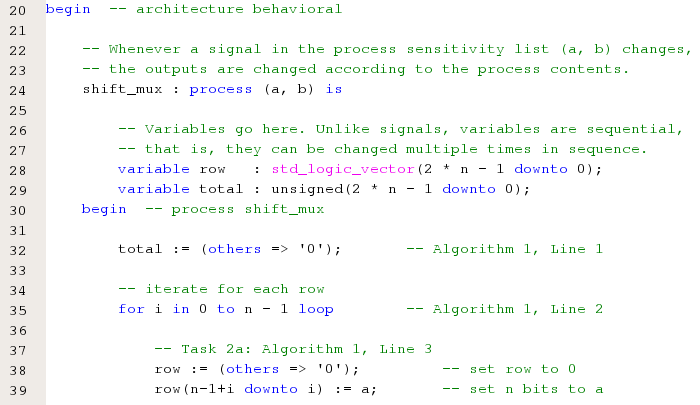 20 begin  -- architecture behavioral
21
22     -- Whenever a signal in the process sensitivity list (a, b) changes,
23     -- the outputs are changed according to the process contents.
24     shift_mux : process (a, b) is
25
26         -- Variables go here. Unlike signals, variables are sequential,
27         -- that is, they can be changed multiple times in sequence.
28         variable row   : std_logic_vector(2 * n - 1 downto 0);
29         variable total : unsigned(2 * n - 1 downto 0);
30     begin  -- process shift_mux
31
32         total := (others => '0');       -- Algorithm 1, Line 1
33
34         -- iterate for each row
35         for i in 0 to n - 1 loop        -- Algorithm 1, Line 2
36
37             -- Task 2a: Algorithm 1, Line 3
38             row := (others => '0');         -- set row to 0
39             row(n-1+i downto i) := a;       -- set n bits to a